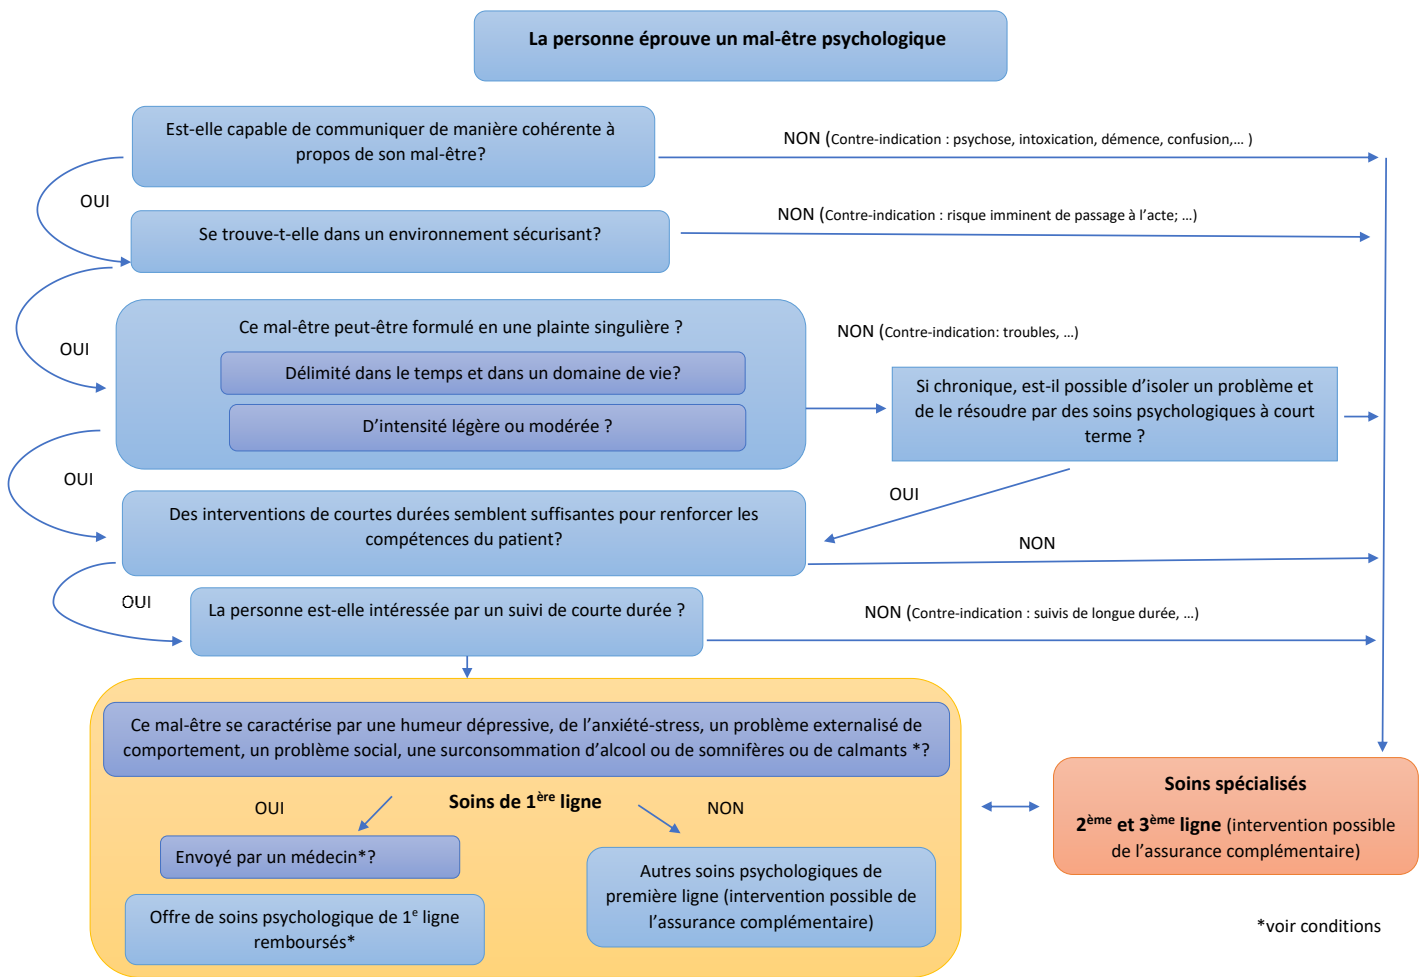 La personne éprouve un mal-être psychologique
Est-elle capable de communiquer de manière cohérente à
propos de son mal-être?
NON (Contre-indication : psychose, intoxication, démence, confusion,... )
OUI
Se trouve-t-elle dans un environnement sécurisant?
NON (Contre-indication : risque imminent de passage à l'acte; ...)
OUI
Ce mal-être peut-être formulé en une plainte singulière ?
Délimité dans le temps et dans un domaine de vie?
D'intensité légère ou modérée ?
NON (Contre-indication: troubles, ...)
Si chronique, est-il possible d'isoler un problème et
de le résoudre par des soins psychologiques à court
terme ?
OUI
OUI
Des interventions de courtes durées semblent suffisantes pour renforcer les
compétences du patient?
NON
OUI
La personne est-elle intéressée par un suivi de courte durée ?
NON (Contre-indication : suivis de longue durée, ...)
Ce mal-être se caractérise par une humeur dépressive, de l'anxiété-stress, un problème externalisé de
comportement, un problème social, une surconsommation d'alcool ou de somnifères ou de calmants *?
OUI
Soins de 1ère ligne
NON
Envoyé par un médecin*?
Offre de soins psychologique de 1e ligne
remboursés*
Autres soins psychologiques de
première ligne (intervention possible de
l'assurance complémentaire)
Soins spécialisés
2ème et 3ème ligne (intervention possible
de l'assurance complémentaire)
*voir conditions